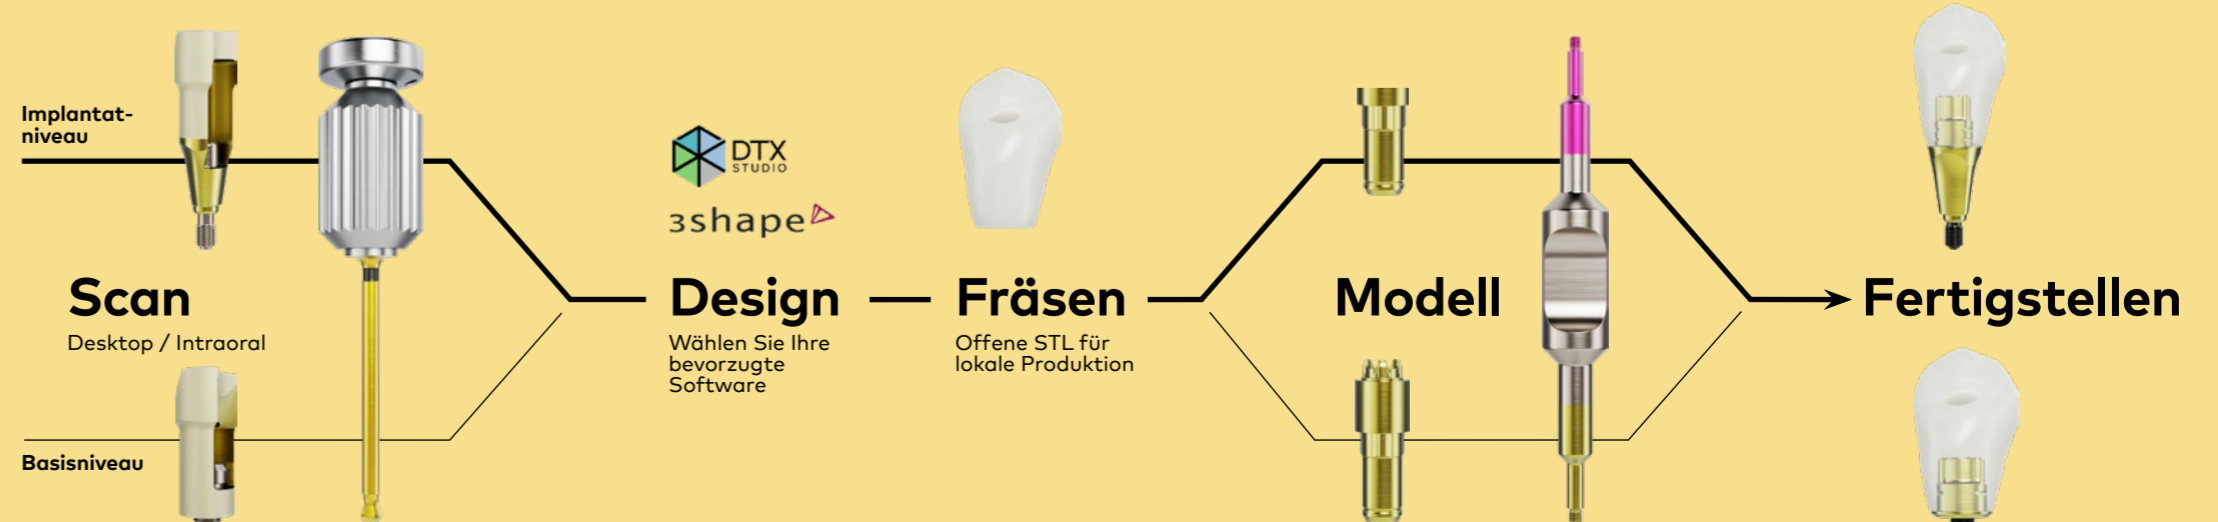 Implantat-
niveau
Scan
Desktop / Intraoral
Basisniveau
DTX
STUDIO
3shape
Design
Wählen Sie Ihre
bevorzugte
Software
Fräsen
Offene STL für
lokale Produktion
Modell
Fertigstellen